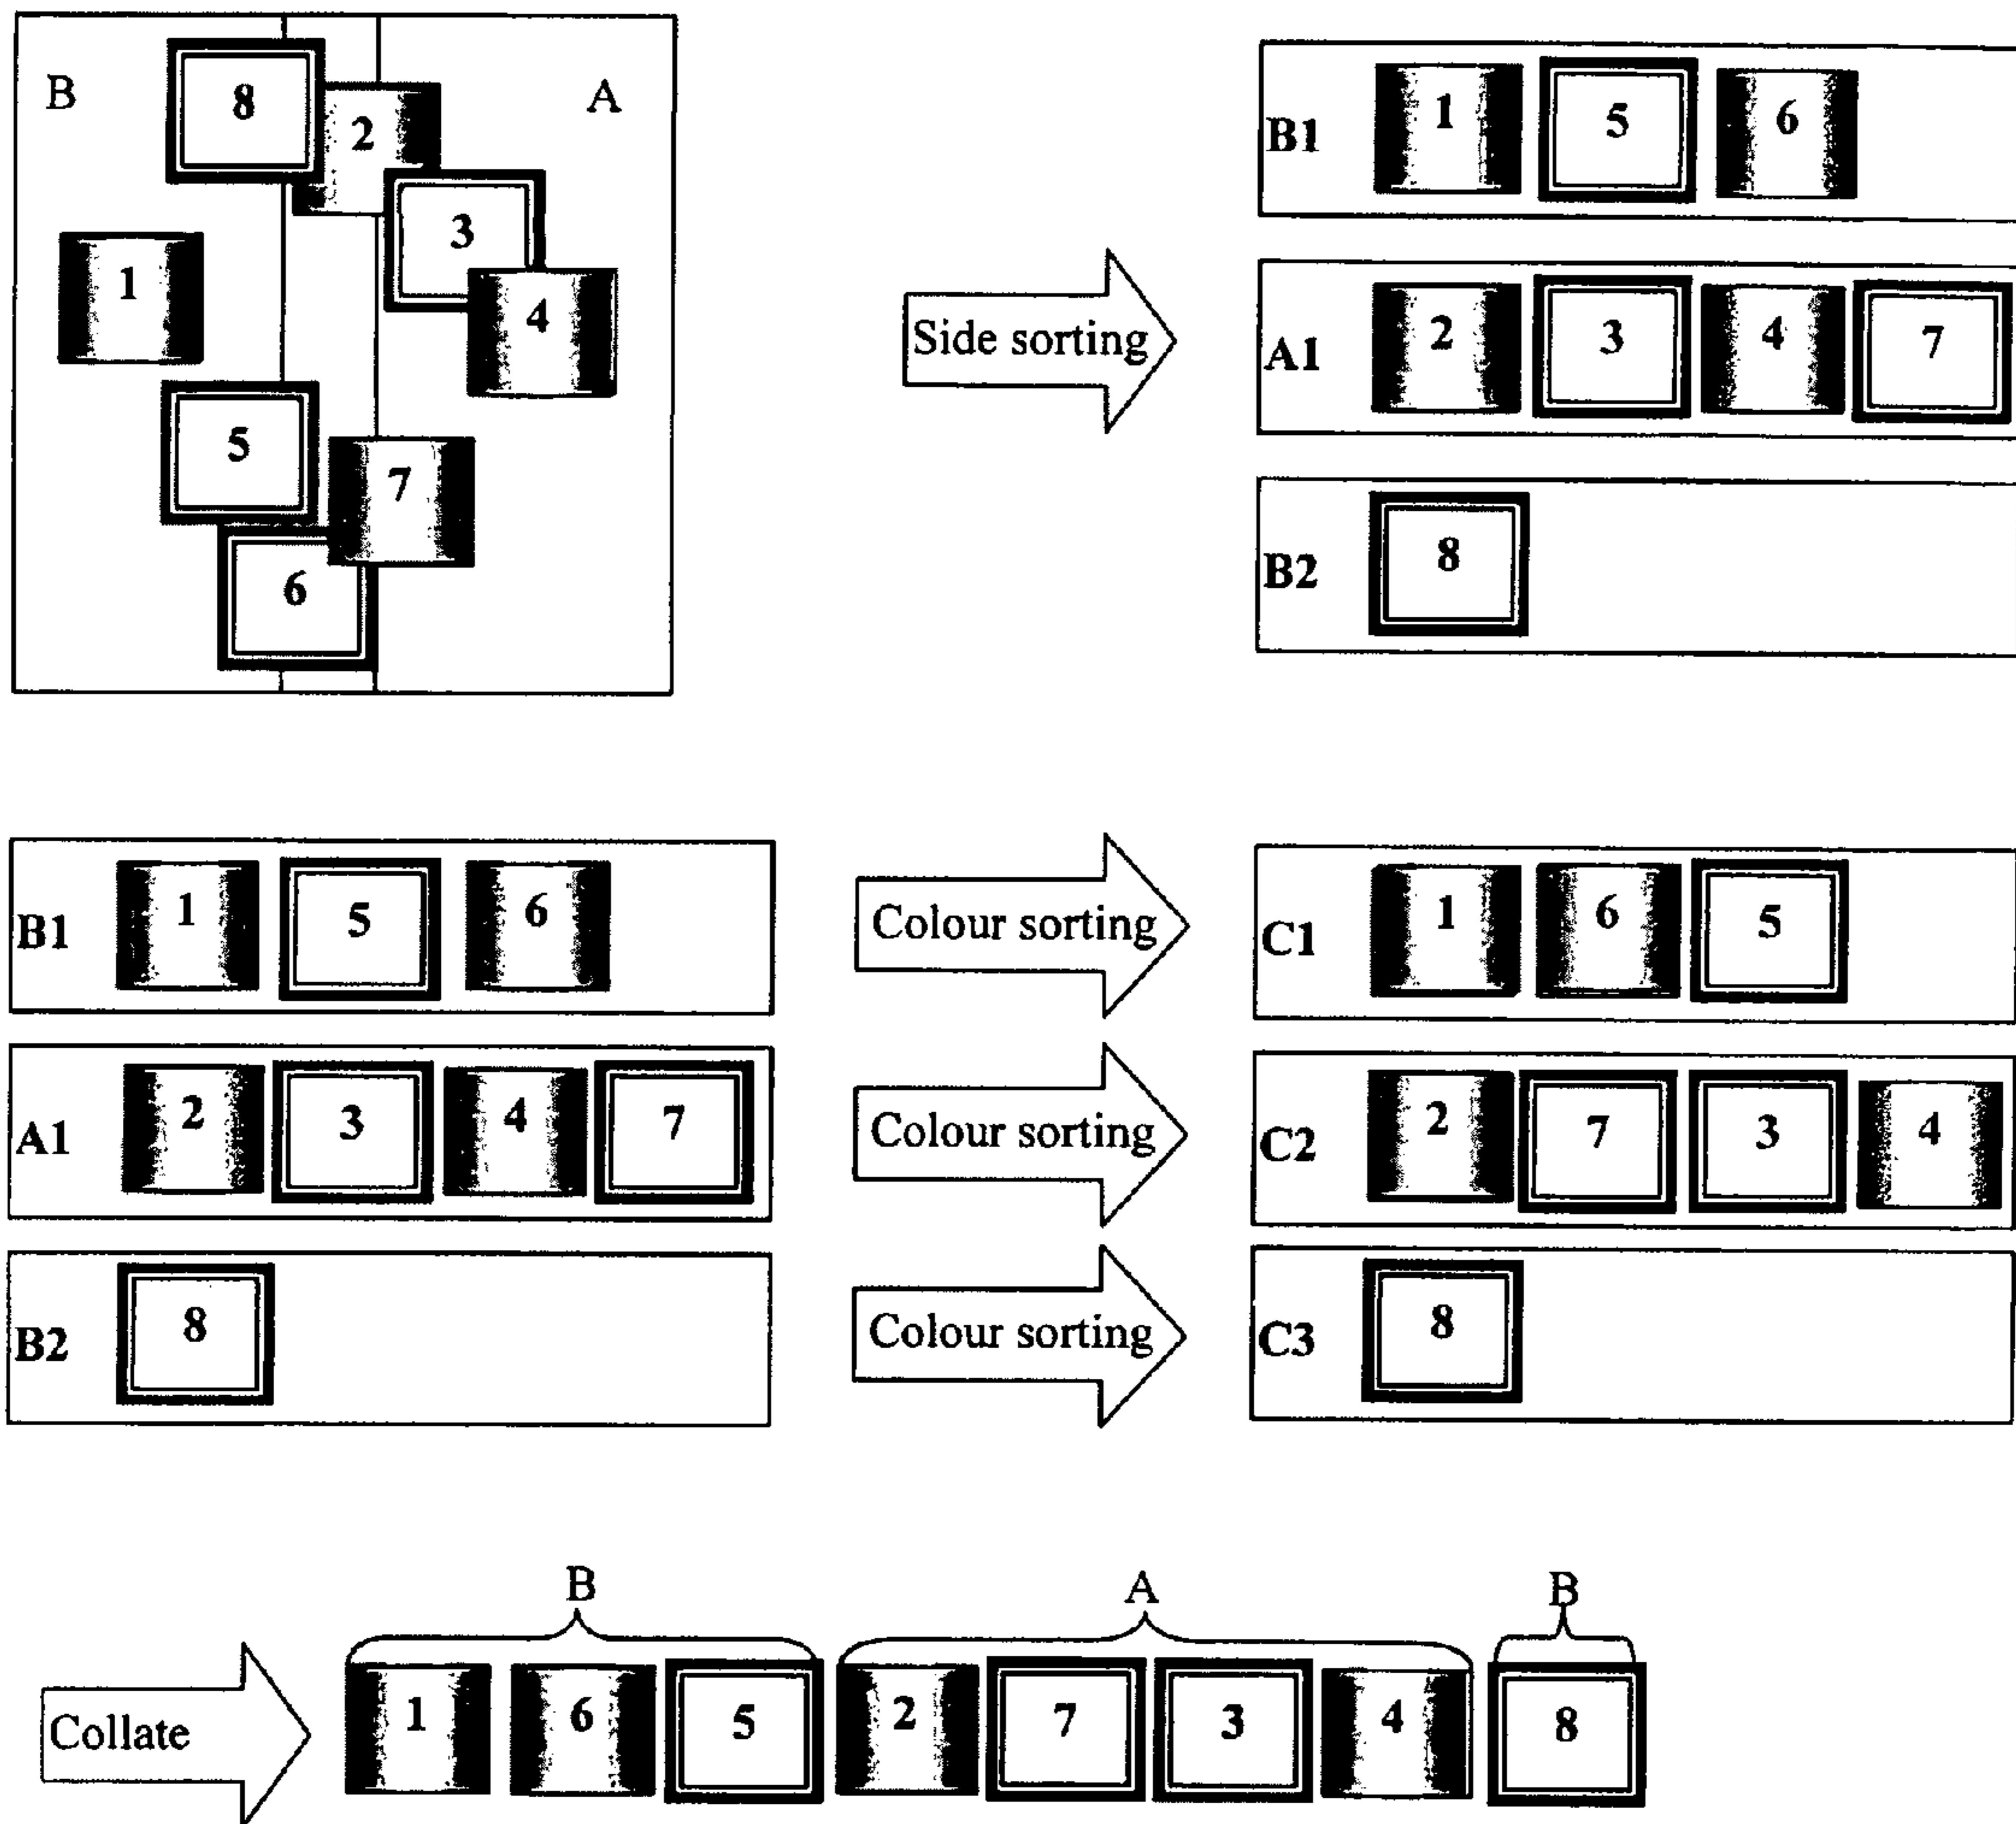 B 8 2 A
3
1 4
5 7
6
Side sorting
B1 1 5 6
A1 2 3 4 7
B2 8
B1 1 5 6
Colour sorting
C1 1 6 5
A1 2 3 4 7
Colour sorting
C2 2 7 3 4
B2 8
Colour sorting
C3 8
B A B
Collate
1 6 5 2 7 3 4 8